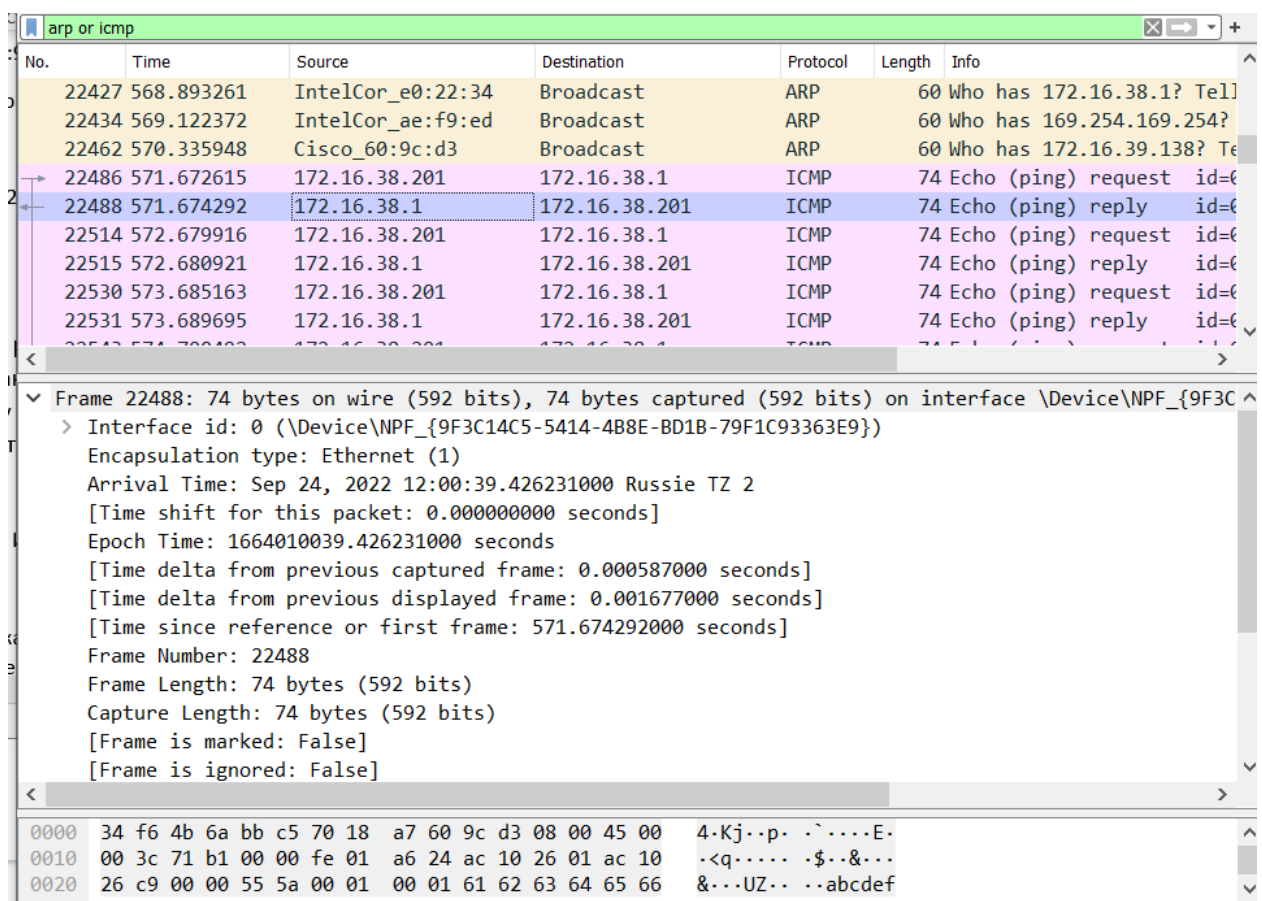 arp or icmp
No. Time Source Destination Protocol Length Info
22427 568.893261 IntelCor_e0:22:34 Broadcast ARP 60 Who has 172.16.38.1? Tell
22434 569.122372 IntelCor_ae:f9:ed Broadcast ARP 60 Who has 169.254.169.254?
22462 570.335948 Cisco_60:9c:d3 Broadcast ARP 60 Who has 172.16.39.138? Te
22486 571.672615 172.16.38.201 172.16.38.1 ICMP 74 Echo (ping) request id=0
22488 571.674292 172.16.38.1 172.16.38.201 ICMP 74 Echo (ping) reply id=0
22514 572.679916 172.16.38.201 172.16.38.1 ICMP 74 Echo (ping) request id=0
22515 572.680921 172.16.38.1 172.16.38.201 ICMP 74 Echo (ping) reply id=0
22530 573.685163 172.16.38.201 172.16.38.1 ICMP 74 Echo (ping) request id=0
22531 573.689695 172.16.38.1 172.16.38.201 ICMP 74 Echo (ping) reply id=0
Frame 22488: 74 bytes on wire (592 bits), 74 bytes captured (592 bits) on interface \Device\NPF_{9F3C
Interface id: 0 (\Device\NPF_{9F3C14C5-5414-4B8E-BD1B-79F1C93363E9})
Encapsulation type: Ethernet (1)
Arrival Time: Sep 24, 2022 12:00:39.426231000 Russie TZ 2
[Time shift for this packet: 0.000000000 seconds]
Epoch Time: 1664010039.426231000 seconds
[Time delta from previous captured frame: 0.000587000 seconds]
[Time delta from previous displayed frame: 0.001677000 seconds]
[Time since reference or first frame: 571.674292000 seconds]
Frame Number: 22488
Frame Length: 74 bytes (592 bits)
Capture Length: 74 bytes (592 bits)
[Frame is marked: False]
[Frame is ignored: False]
0000 34 f6 4b 6a bb c5 70 18 a7 60 9c d3 08 00 45 00 4·Kj··p· ·`····E·
0010 00 3c 71 b1 00 00 fe 01 a6 24 ac 10 26 01 ac 10 ·<q····· ·$··&···
0020 26 c9 00 00 55 5a 00 01 00 01 61 62 63 64 65 66 &···UZ·· ··abcdef